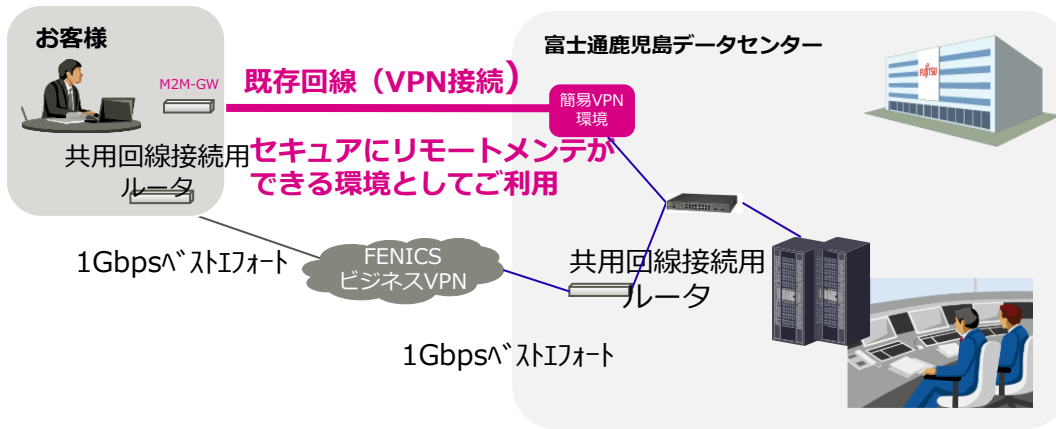 お客様
M2M-GW
既存回線（VPN接続）
共用回線接続用
ルータ
セキュアにリモートメンテが
できる環境としてご利用
1Gbpsﾍﾞｽﾄｴﾌｫｰﾄ
FENICS
ビジネスVPN
富士通鹿児島データセンター
FUJITSU
簡易VPN
環境
共用回線接続用
ルータ
1Gbpsﾍﾞｽﾄｴﾌｫｰﾄ